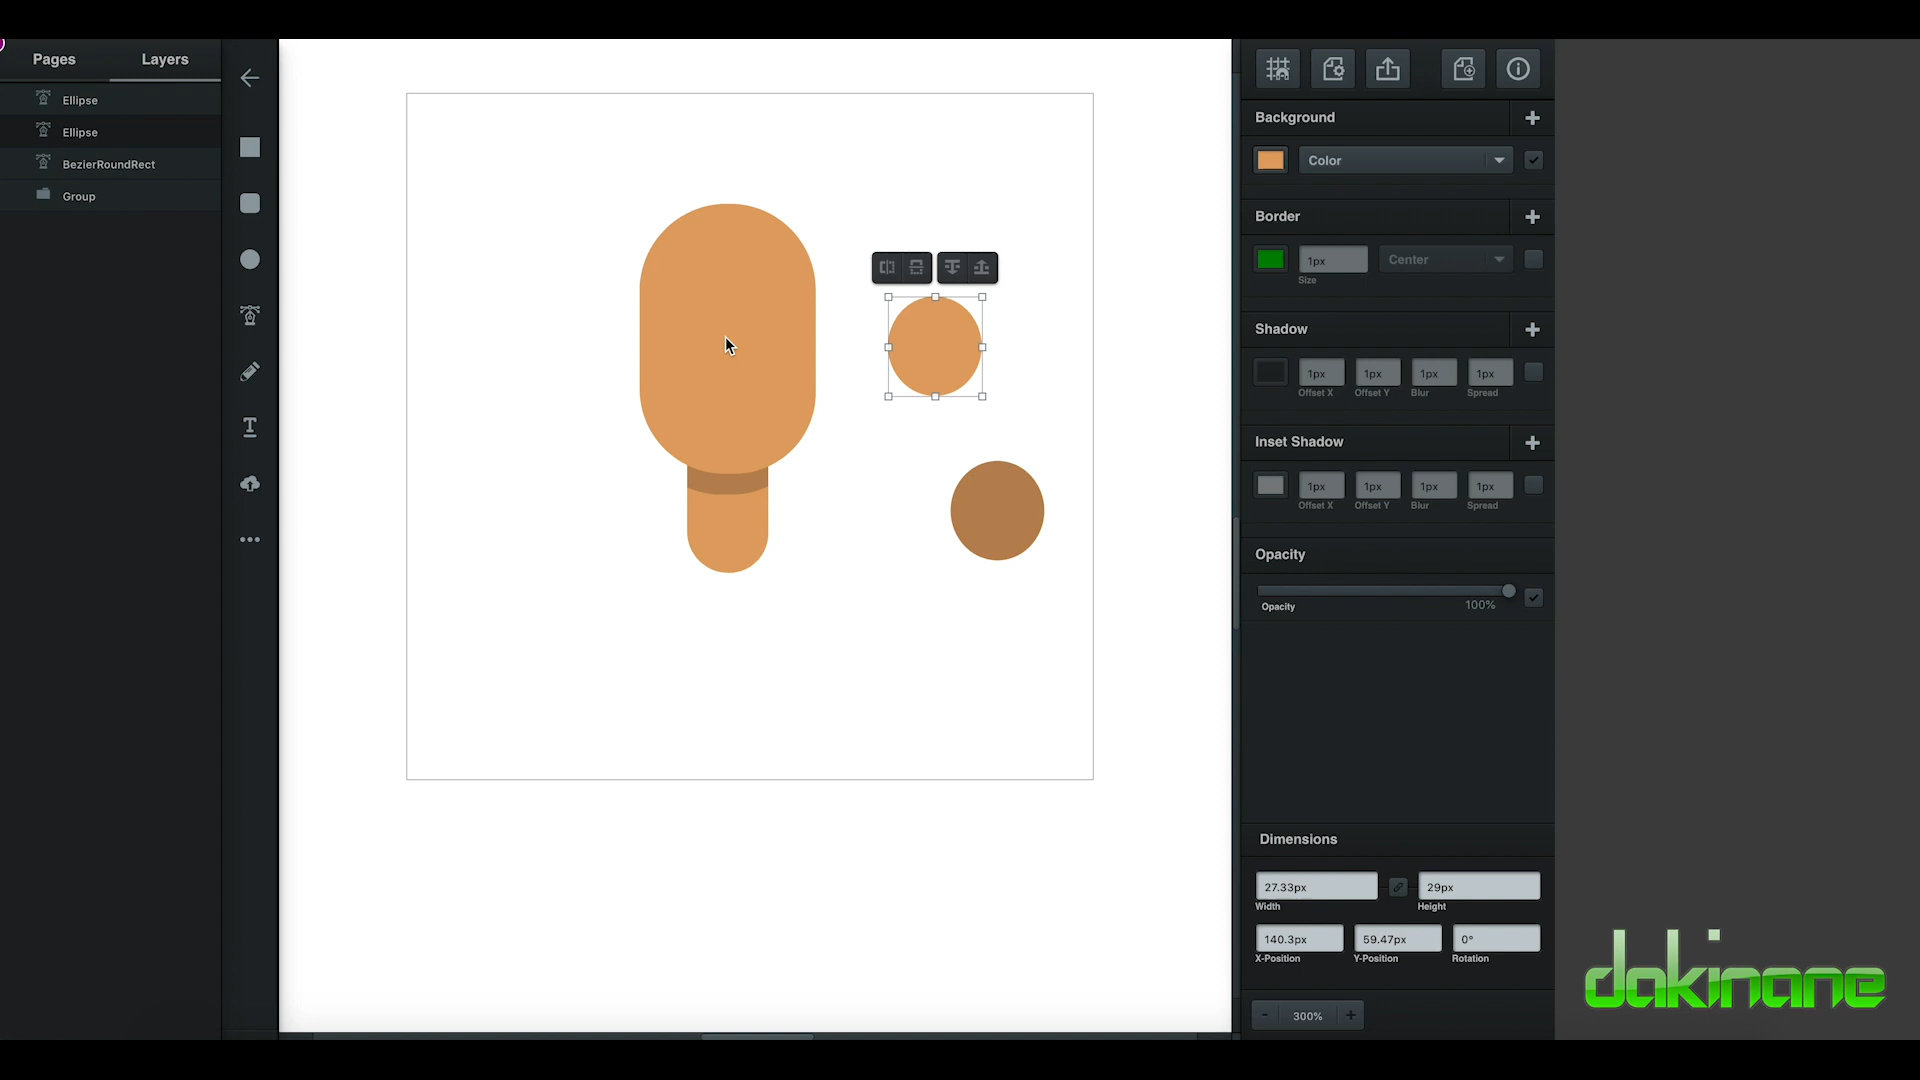 Pages
Layers
Ellipse
Ellipse
BezierRoundRect
Group
Background
Color
Border
1px
Center
Size
Shadow
1px
1px
1px
1px
Offset X
Offset Y
Blur
Spread
Inset Shadow
1px
1px
1px
1px
Offset X
Offset Y
Blur
Spread
Opacity
Opacity
100%
Dimensions
27.33px
29px
Width
Height
140.3px
59.47px
0°
X-Position
Y-Position
Rotation
- 300% +
dakinane